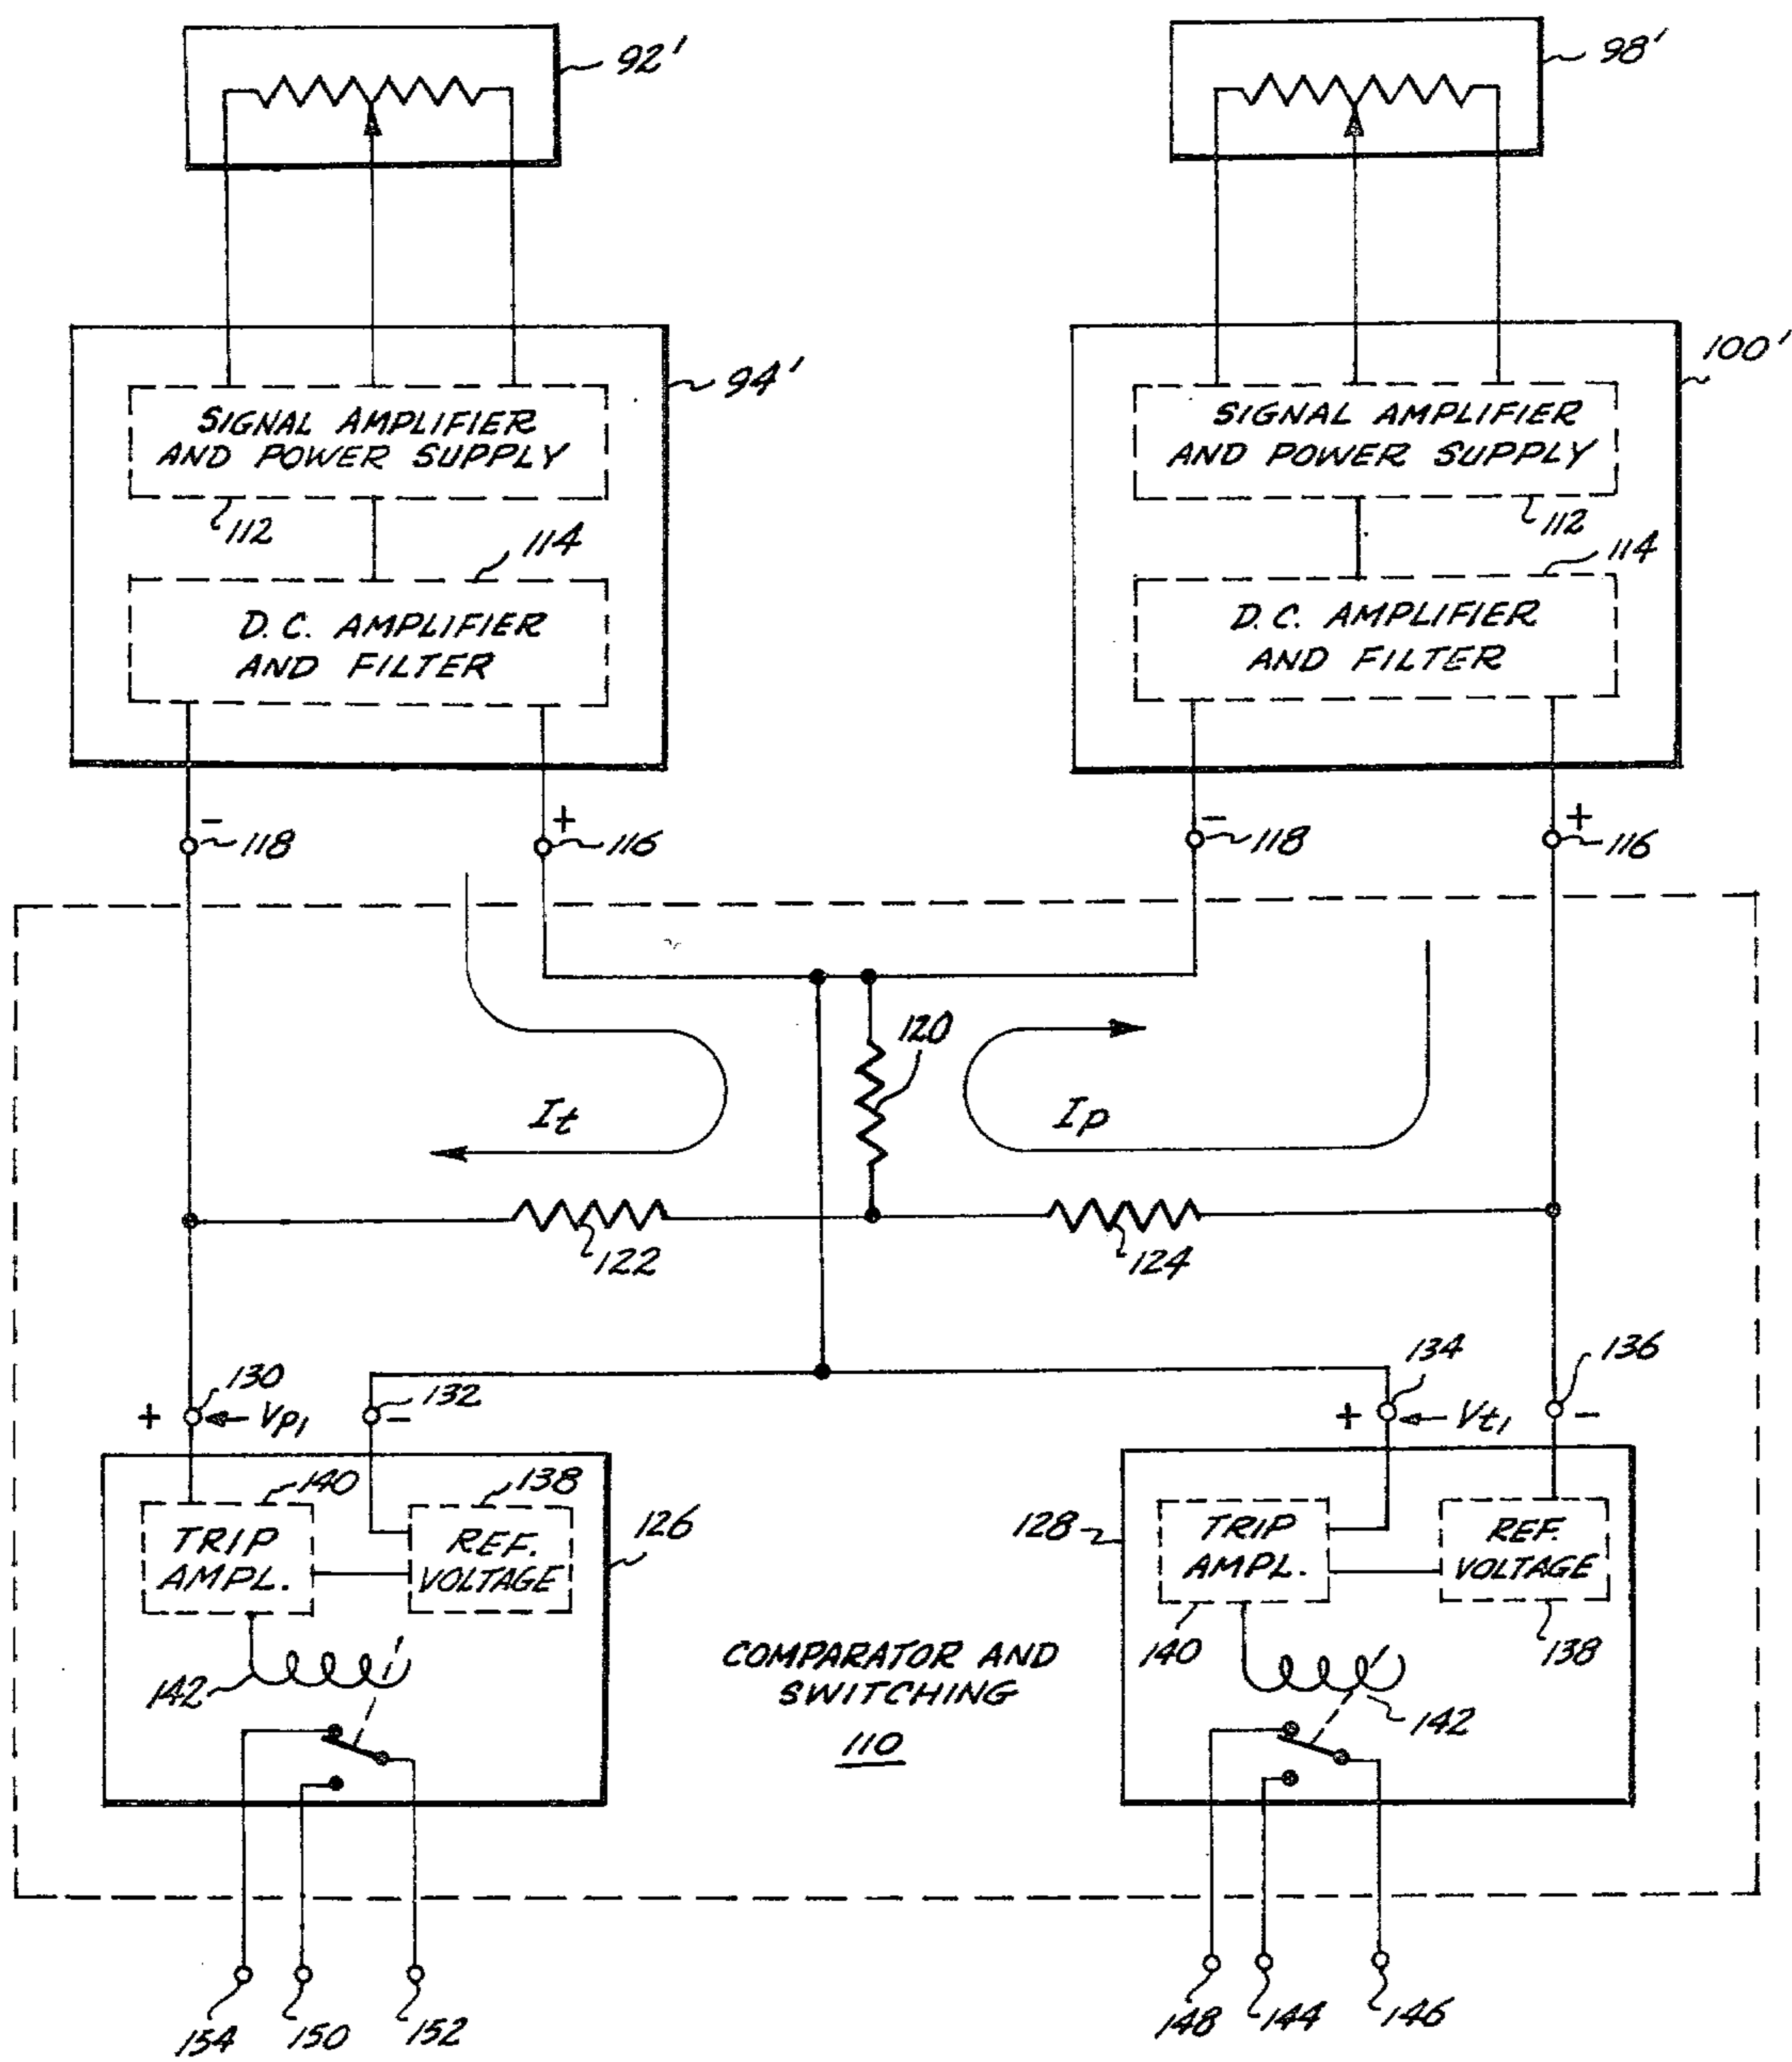 92'
98'
94'
100'
SIGNAL AMPLIFIER
AND POWER SUPPLY
SIGNAL AMPLIFIER
AND POWER SUPPLY
112
112
114
114
D.C. AMPLIFIER
AND FILTER
D.C. AMPLIFIER
AND FILTER
- +
- +
118
116
118
116
120
It
Ip
122
124
130
132
134
136
+ Vp1 -
+ Vt1 -
140
138
126
128
TRIP
AMPL.
REF.
VOLTAGE
TRIP
AMPL.
REF.
VOLTAGE
140
138
142
142
COMPARATOR AND
SWITCHING
110
154
150
152
148
144
146